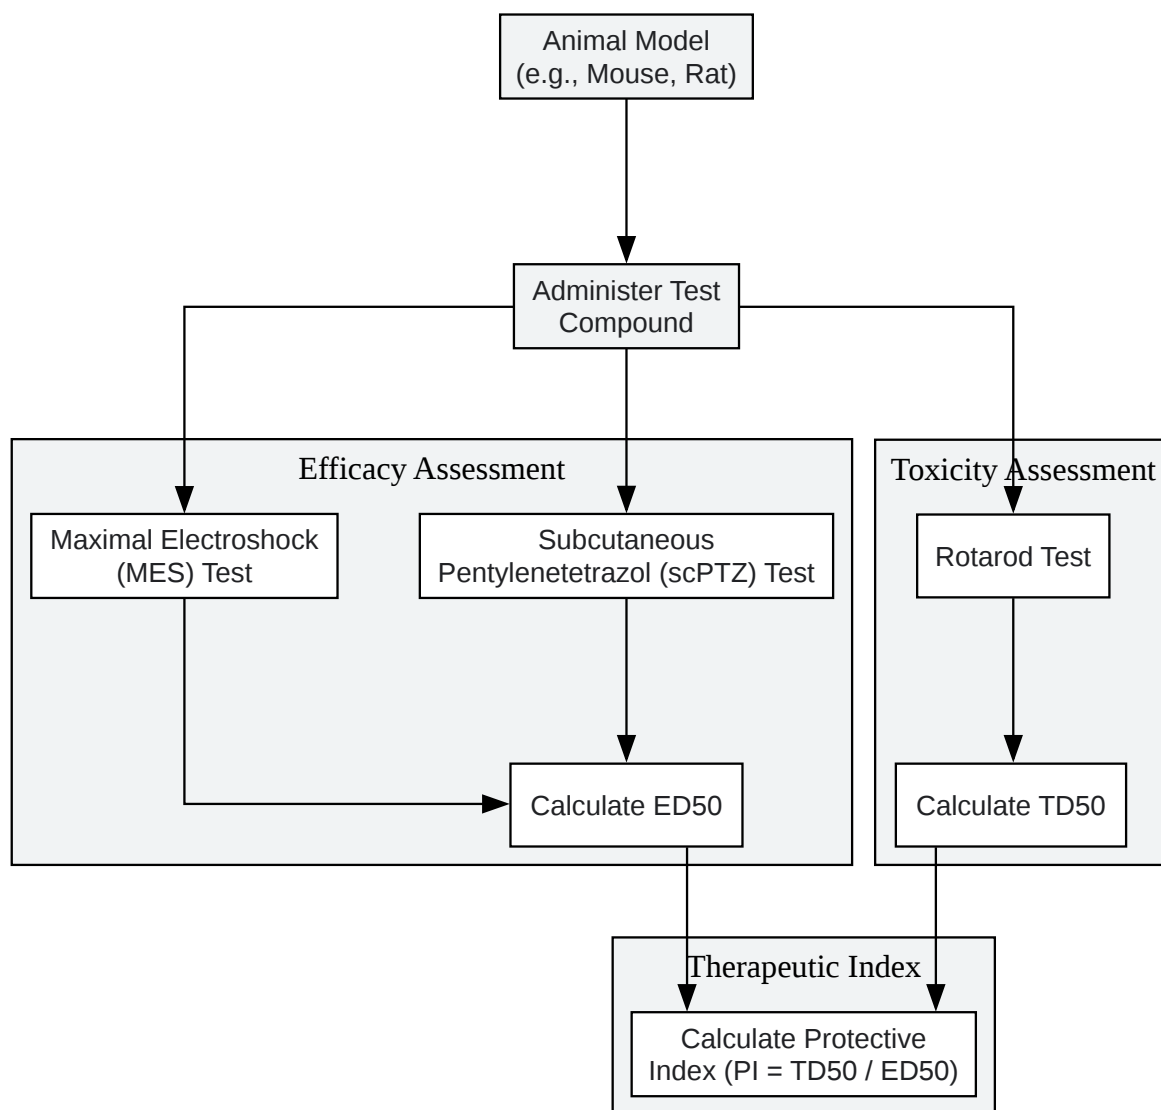 Animal Model
(e.g., Mouse, Rat)
Administer Test
Compound
Efficacy Assessment
Toxicity Assessment
Maximal Electroshock
(MES) Test
Subcutaneous
Pentylenetetrazol (scPTZ) Test
Rotarod Test
Calculate ED50
Calculate TD50
Therapeutic Index
Calculate Protective
Index (PI = TD50 / ED50)